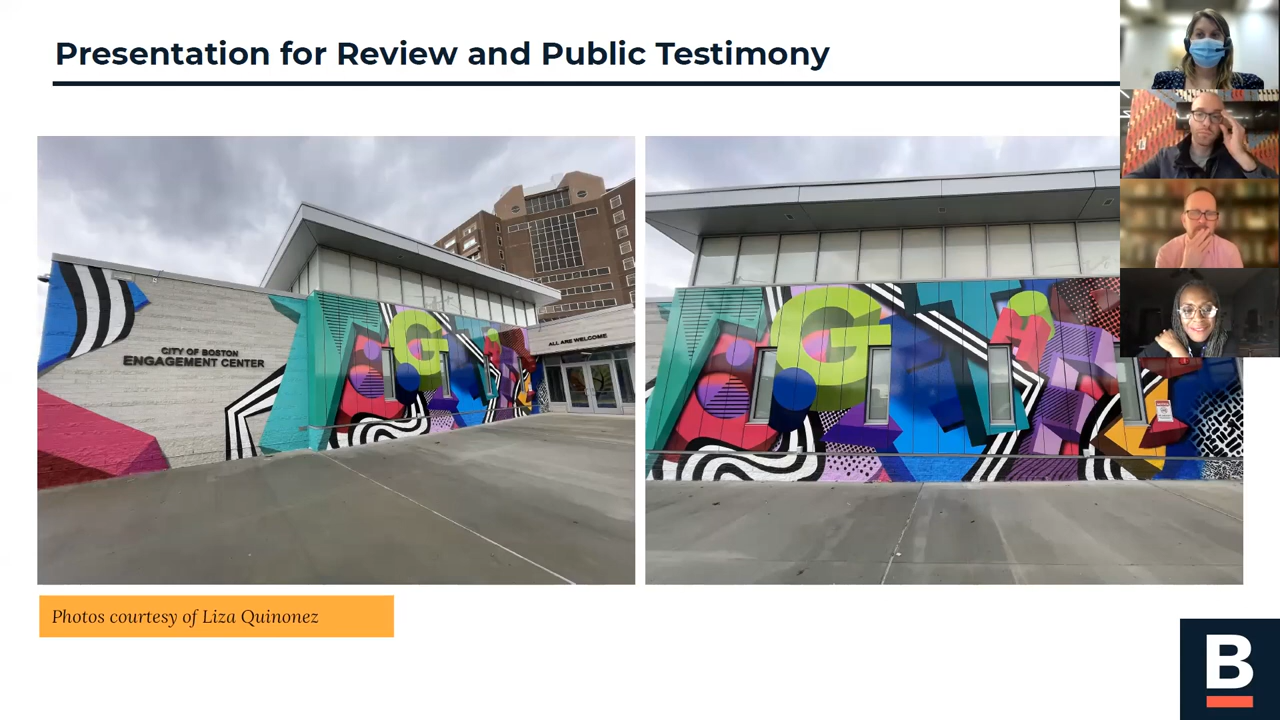 Presentation for Review and Public Testimony
CITY OF BOSTON
ENGAGEMENT CENTER
ALL ARE WELCOME
G
G
Photos courtesy of Liza Quinonez
B